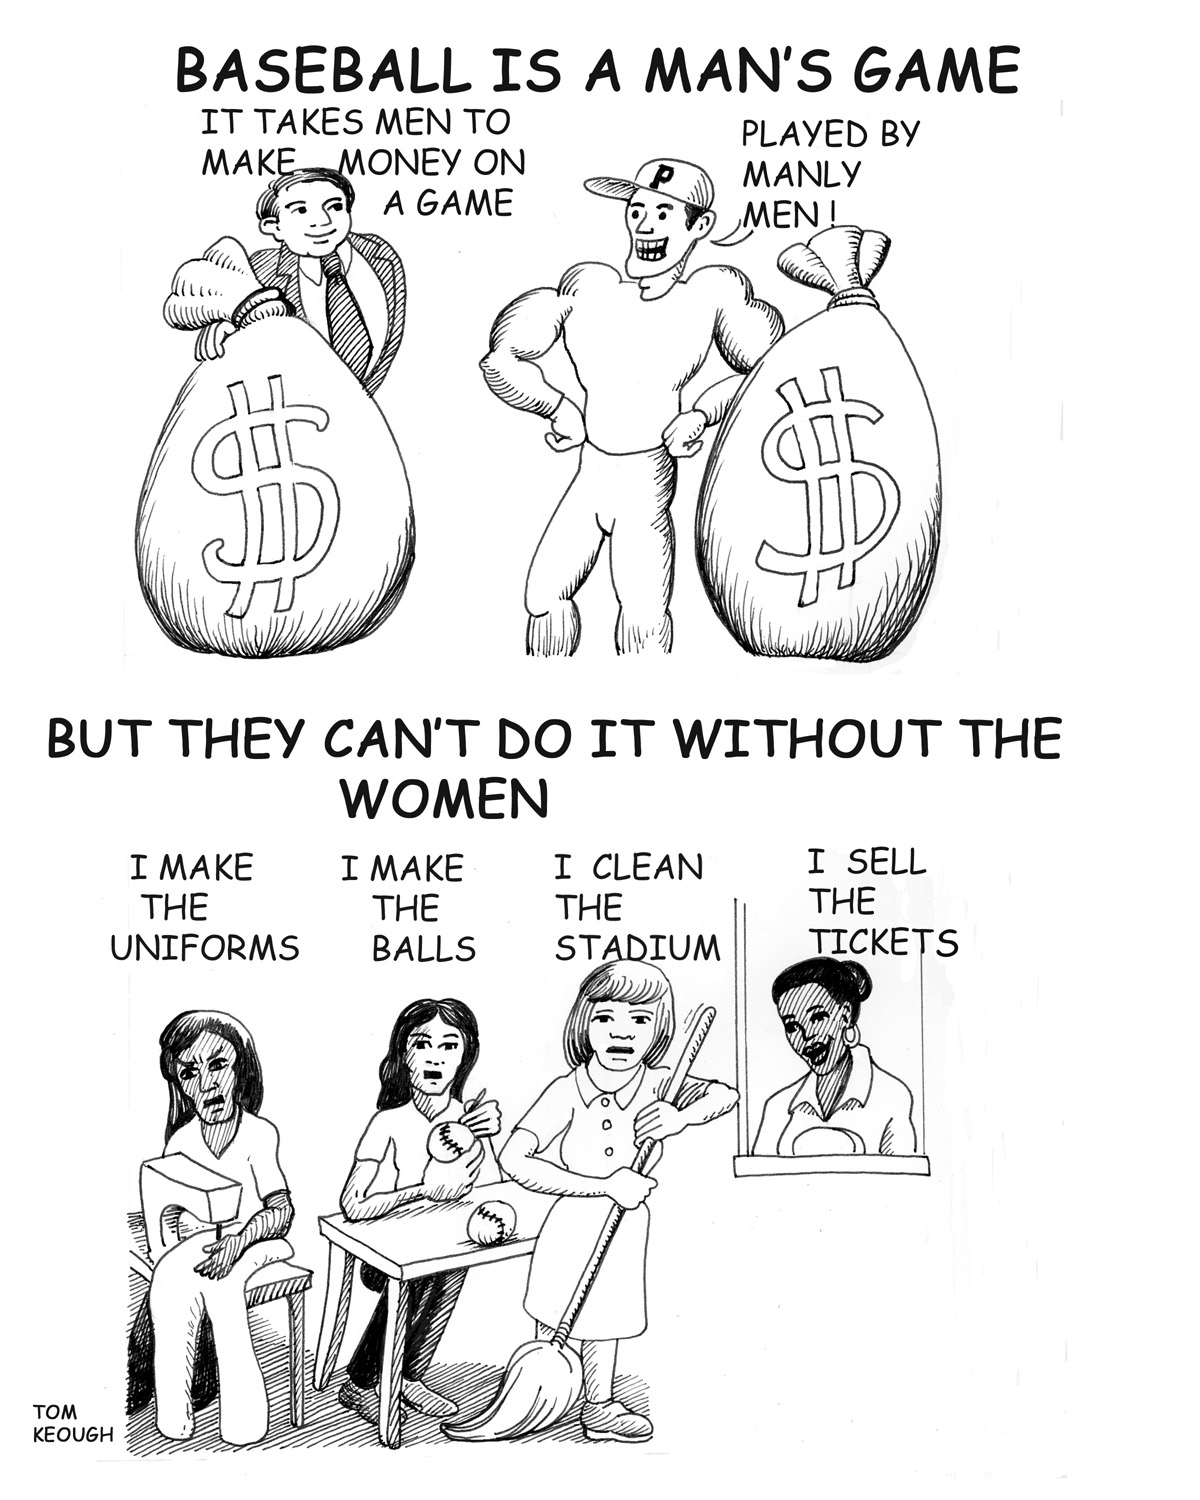 BASEBALL IS A MAN'S GAME
IT TAKES MEN TO
MAKE MONEY ON
A GAME
PLAYED BY
MANLY
MEN !
P
$
$
BUT THEY CAN'T DO IT WITHOUT THE
WOMEN
I MAKE
THE
UNIFORMS
I MAKE
THE
BALLS
I CLEAN
THE
STADIUM
I SELL
THE
TICKETS
TOM
KEOUGH